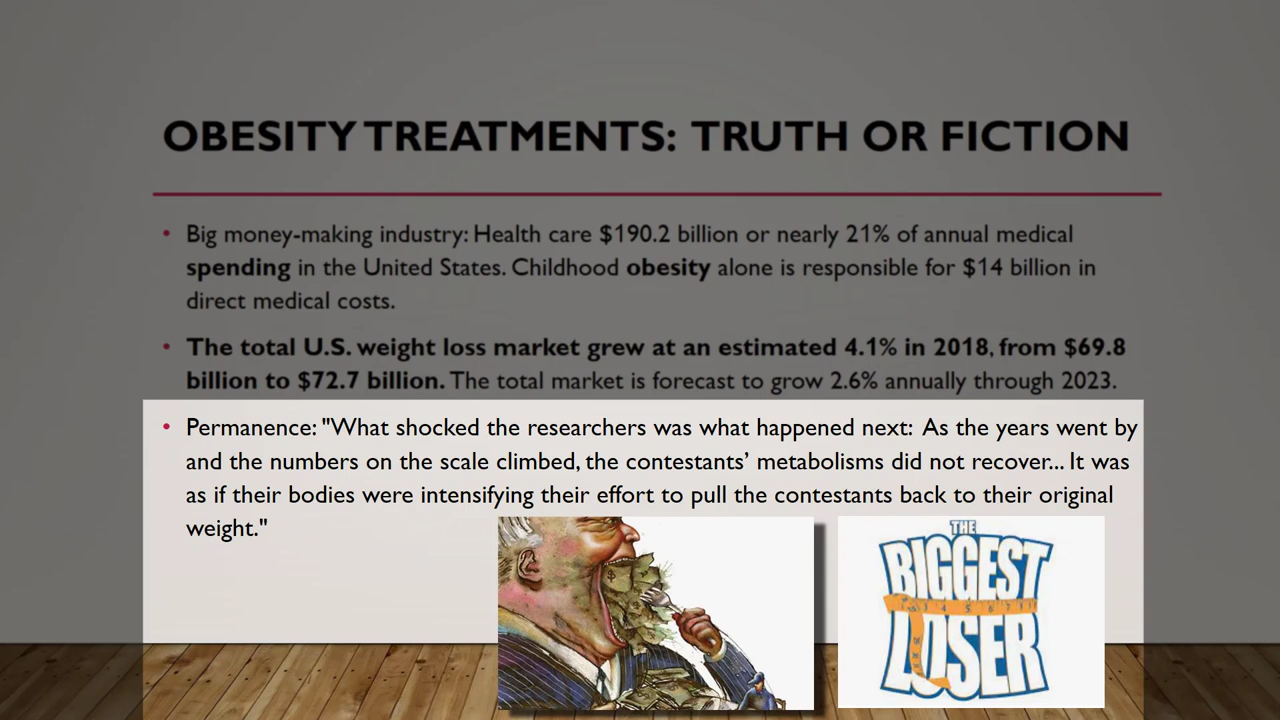 OBESITY TREATMENTS: TRUTH OR FICTION
• Big money-making industry: Health care $190.2 billion or nearly 21% of annual medical
spending in the United States. Childhood obesity alone is responsible for $14 billion in
direct medical costs.
• The total U.S. weight loss market grew at an estimated 4.1% in 2018, from $69.8
billion to $72.7 billion. The total market is forecast to grow 2.6% annually through 2023.
• Permanence: "What shocked the researchers was what happened next: As the years went by
and the numbers on the scale climbed, the contestants’ metabolisms did not recover... It was
as if their bodies were intensifying their effort to pull the contestants back to their original
weight."
THE
BIGGEST
LOSER